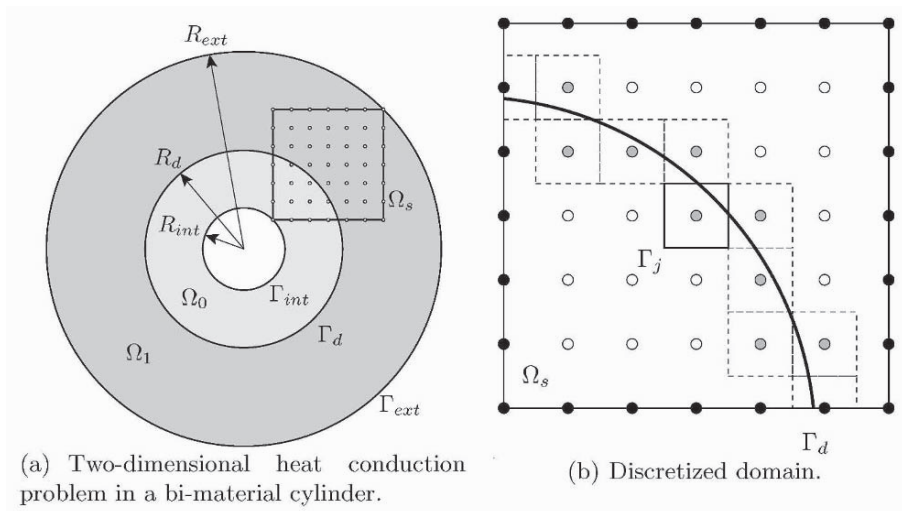 R_ext
R_d
R_int
Ω_s
Ω_0
Γ_int
Γ_d
Ω_1
Γ_ext
(a) Two-dimensional heat conduction
problem in a bi-material cylinder.
Γ_j
Ω_s
Γ_d
(b) Discretized domain.